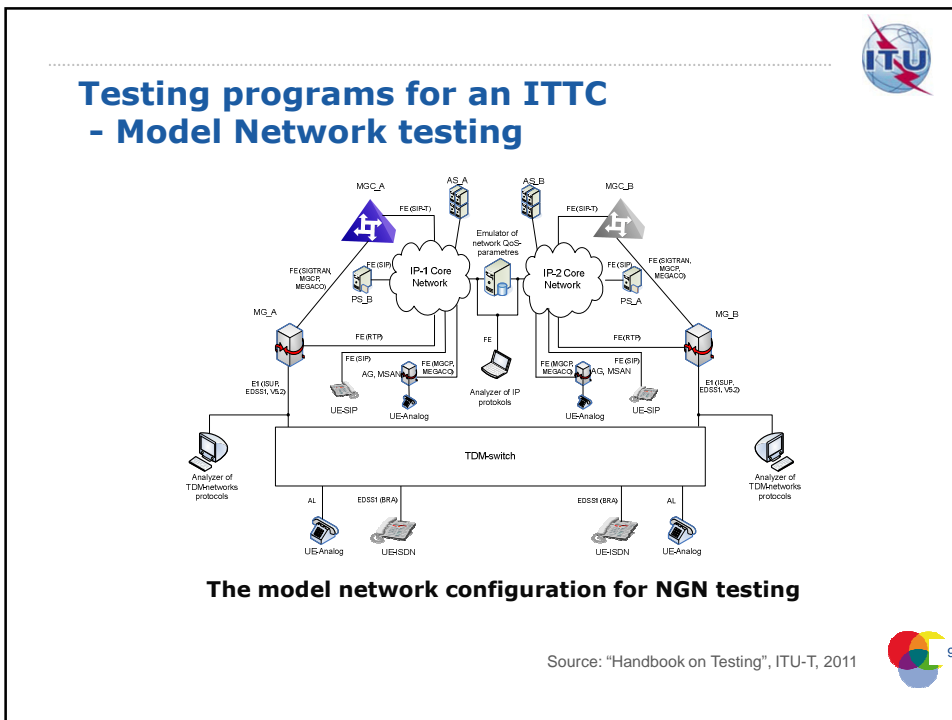 ITU
Testing programs for an ITTC
- Model Network testing
MGC_A
AS_A
AS_B
MGC_B
FE (SIP-T)
FE (SIP-T)
Emulator of
network QoS-
parametres
FE (SIGTRAN,
MGCP,
MEGACO)
FE (SIP)
IP-1 Core
Network
IP-2 Core
Network
FE (SIP)
FE (SIGTRAN,
MGCP,
MEGACO)
PS_B
PS_A
MG_A
MG_B
FE (RTP)
FE
FE (RTP)
FE (SIP)
FE (MGCP,
MEGACO)
FE (MGCP,
MEGACO)
FE (SIP)
AG, MSAN
AG, MSAN
Analyzer of IP
protokols
E1 (ISUP,
EDSS1, V5.2)
E1 (ISUP,
EDSS1, V5.2)
UE-SIP
UE-Analog
UE-Analog
UE-SIP
TDM-switch
Analyzer of
TDM-networks
protocols
Analyzer of
TDM-networks
protocols
AL
EDSS1 (BRA)
EDSS1 (BRA)
AL
UE-Analog
UE-ISDN
UE-ISDN
UE-Analog
The model network configuration for NGN testing
Source: “Handbook on Testing”, ITU-T, 2011
9